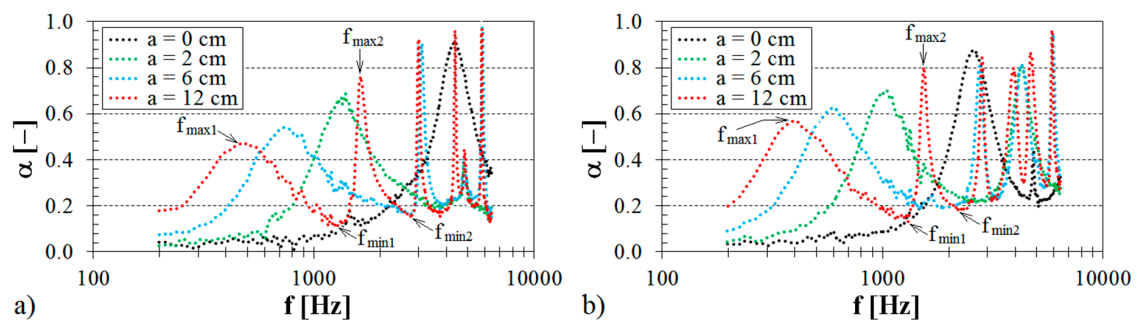 1.0
0.8
0.6
0.4
0.2
0.0
α [–]
a = 0 cm
a = 2 cm
a = 6 cm
a = 12 cm
fmax2
fmax1
fmin1
fmin2
100
1000
10000
a)
f [Hz]
1.0
0.8
0.6
0.4
0.2
0.0
α [–]
a = 0 cm
a = 2 cm
a = 6 cm
a = 12 cm
fmax2
fmax1
fmin1
fmin2
100
1000
10000
b)
f [Hz]